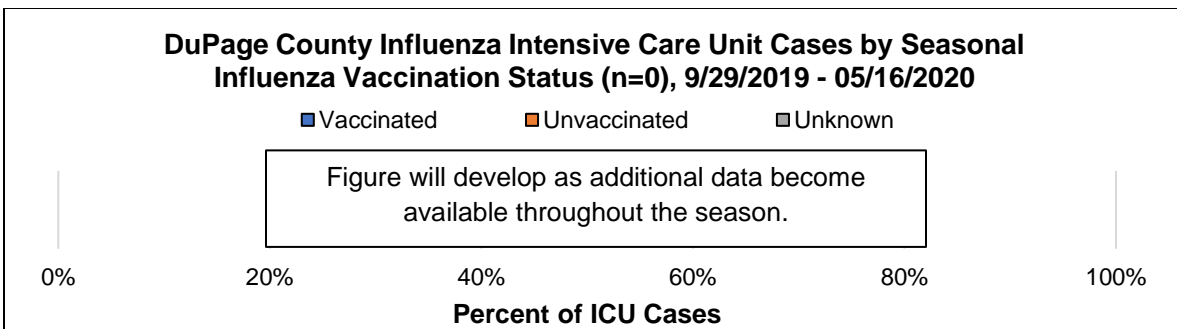 DuPage County Influenza Intensive Care Unit Cases by Seasonal
Influenza Vaccination Status (n=0), 9/29/2019 - 05/16/2020
Vaccinated Unvaccinated Unknown
Figure will develop as additional data become
available throughout the season.
0% 20% 40% 60% 80% 100%
Percent of ICU Cases